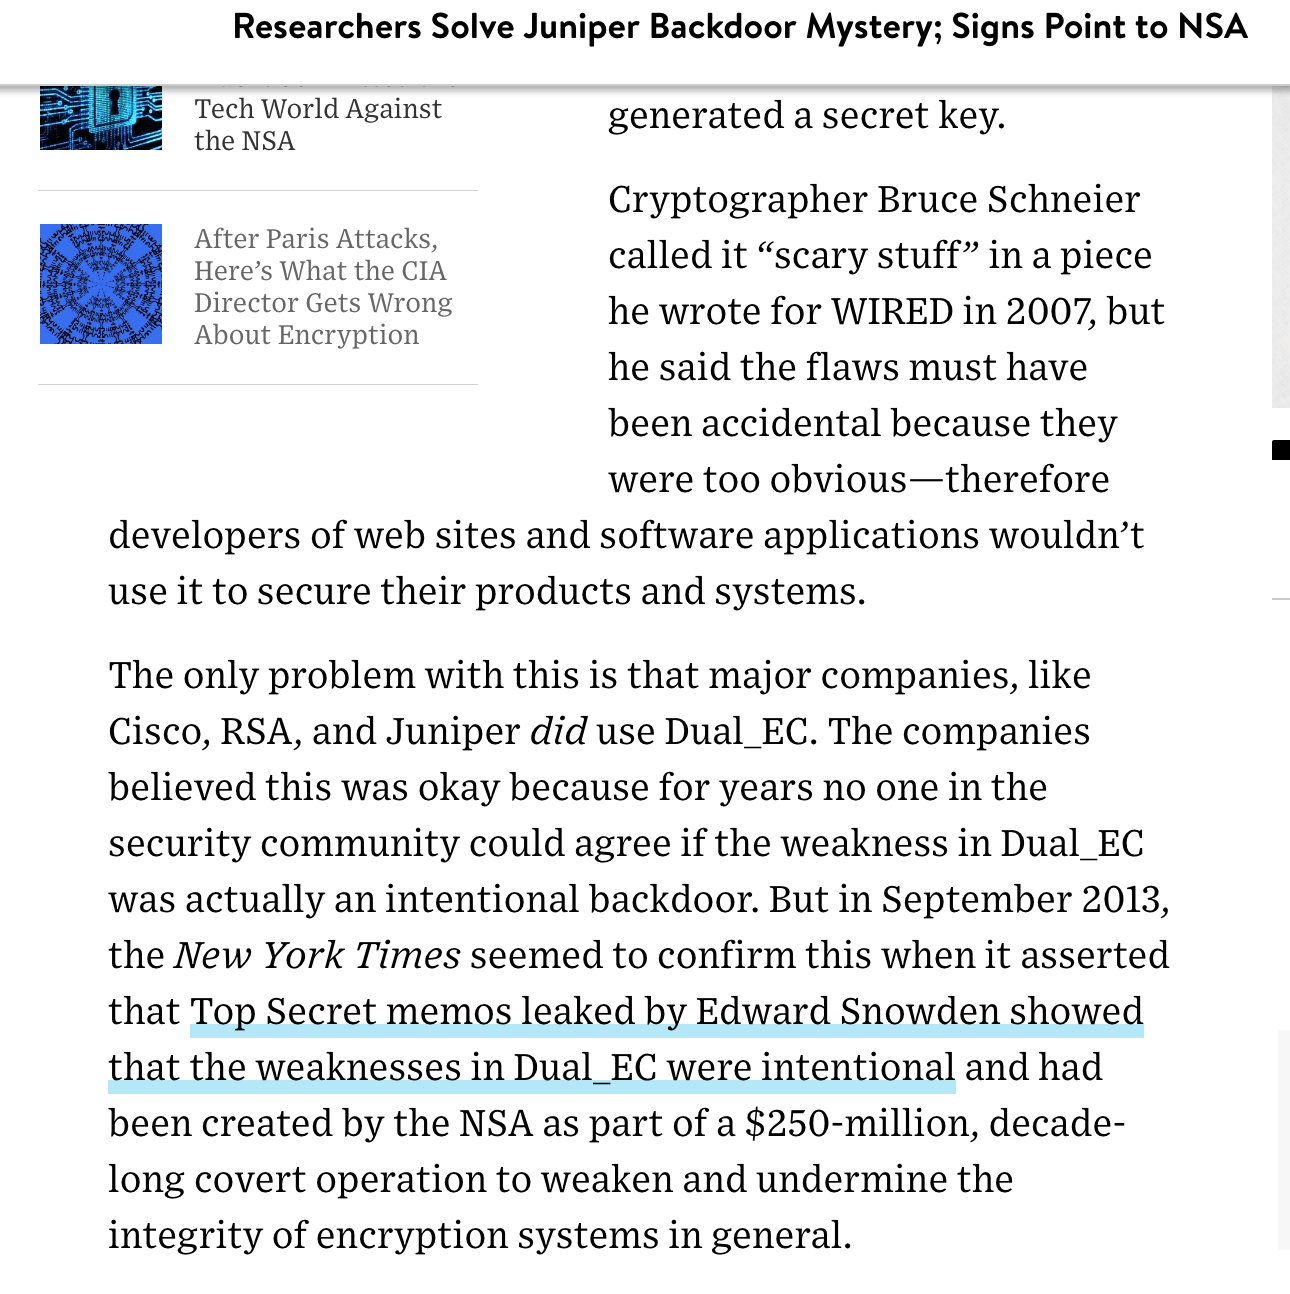 Researchers Solve Juniper Backdoor Mystery; Signs Point to NSA
Tech World Against
the NSA
After Paris Attacks,
Here’s What the CIA
Director Gets Wrong
About Encryption
generated a secret key.
Cryptographer Bruce Schneier
called it “scary stuff” in a piece
he wrote for WIRED in 2007, but
he said the flaws must have
been accidental because they
were too obvious—therefore
developers of web sites and software applications wouldn’t
use it to secure their products and systems.
The only problem with this is that major companies, like
Cisco, RSA, and Juniper did use Dual_EC. The companies
believed this was okay because for years no one in the
security community could agree if the weakness in Dual_EC
was actually an intentional backdoor. But in September 2013,
the New York Times seemed to confirm this when it asserted
that Top Secret memos leaked by Edward Snowden showed
that the weaknesses in Dual_EC were intentional and had
been created by the NSA as part of a $250-million, decade-
long covert operation to weaken and undermine the
integrity of encryption systems in general.